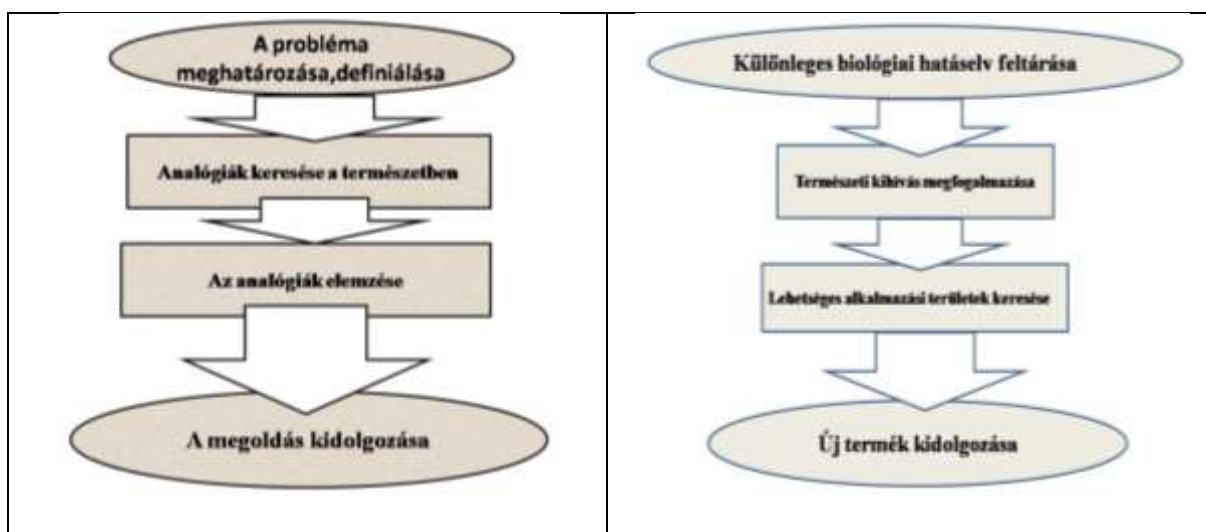 A probléma
meghatározása,definiálása
Analógiák keresése a természetben
Az analógiák elemzése
A megoldás kidolgozása
Különleges biológiai hatáselv feltárása
Természeti kihívás megfogalmazása
Lehetséges alkalmazási területek keresése
Új termék kidolgozása